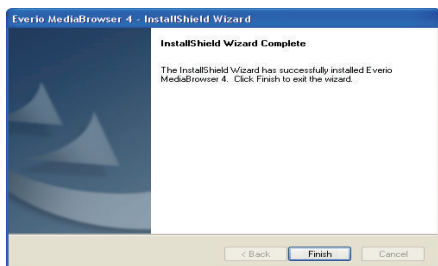 Everio MediaBrowser 4 - InstallShield Wizard
InstallShield Wizard Complete
The InstallShield Wizard has successfully installed Everio
MediaBrowser 4. Click Finish to exit the wizard.
< Back
Finish
Cancel